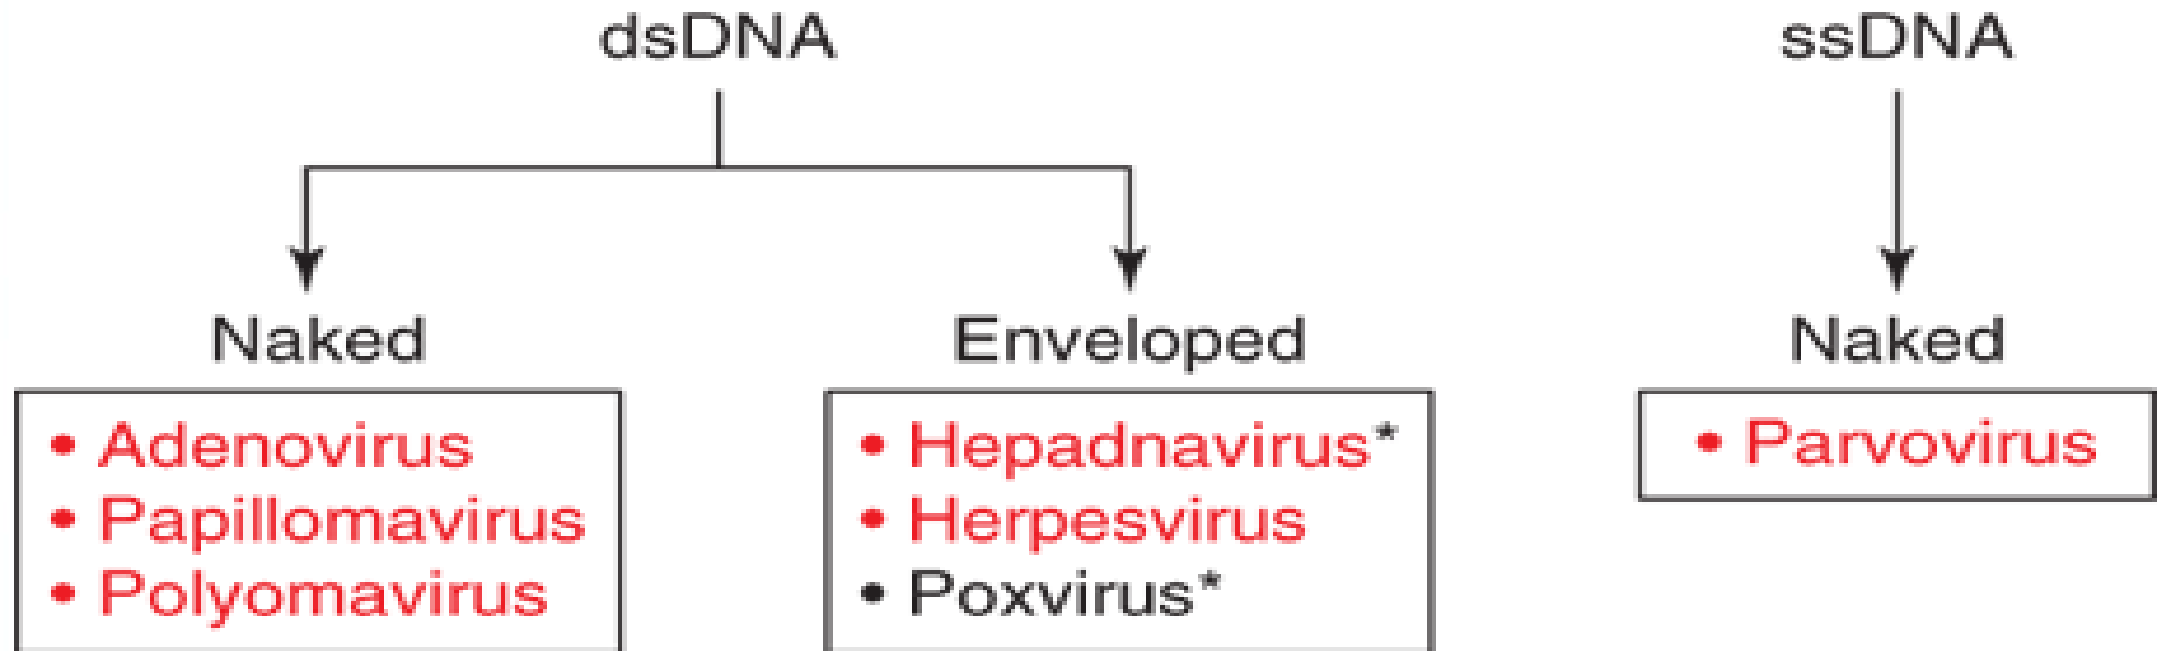 dsDNA
ssDNA
Naked
Enveloped
Naked
• Adenovirus
• Papillomavirus
• Polyomavirus
• Hepadnavirus*
• Herpesvirus
• Poxvirus*
• Parvovirus